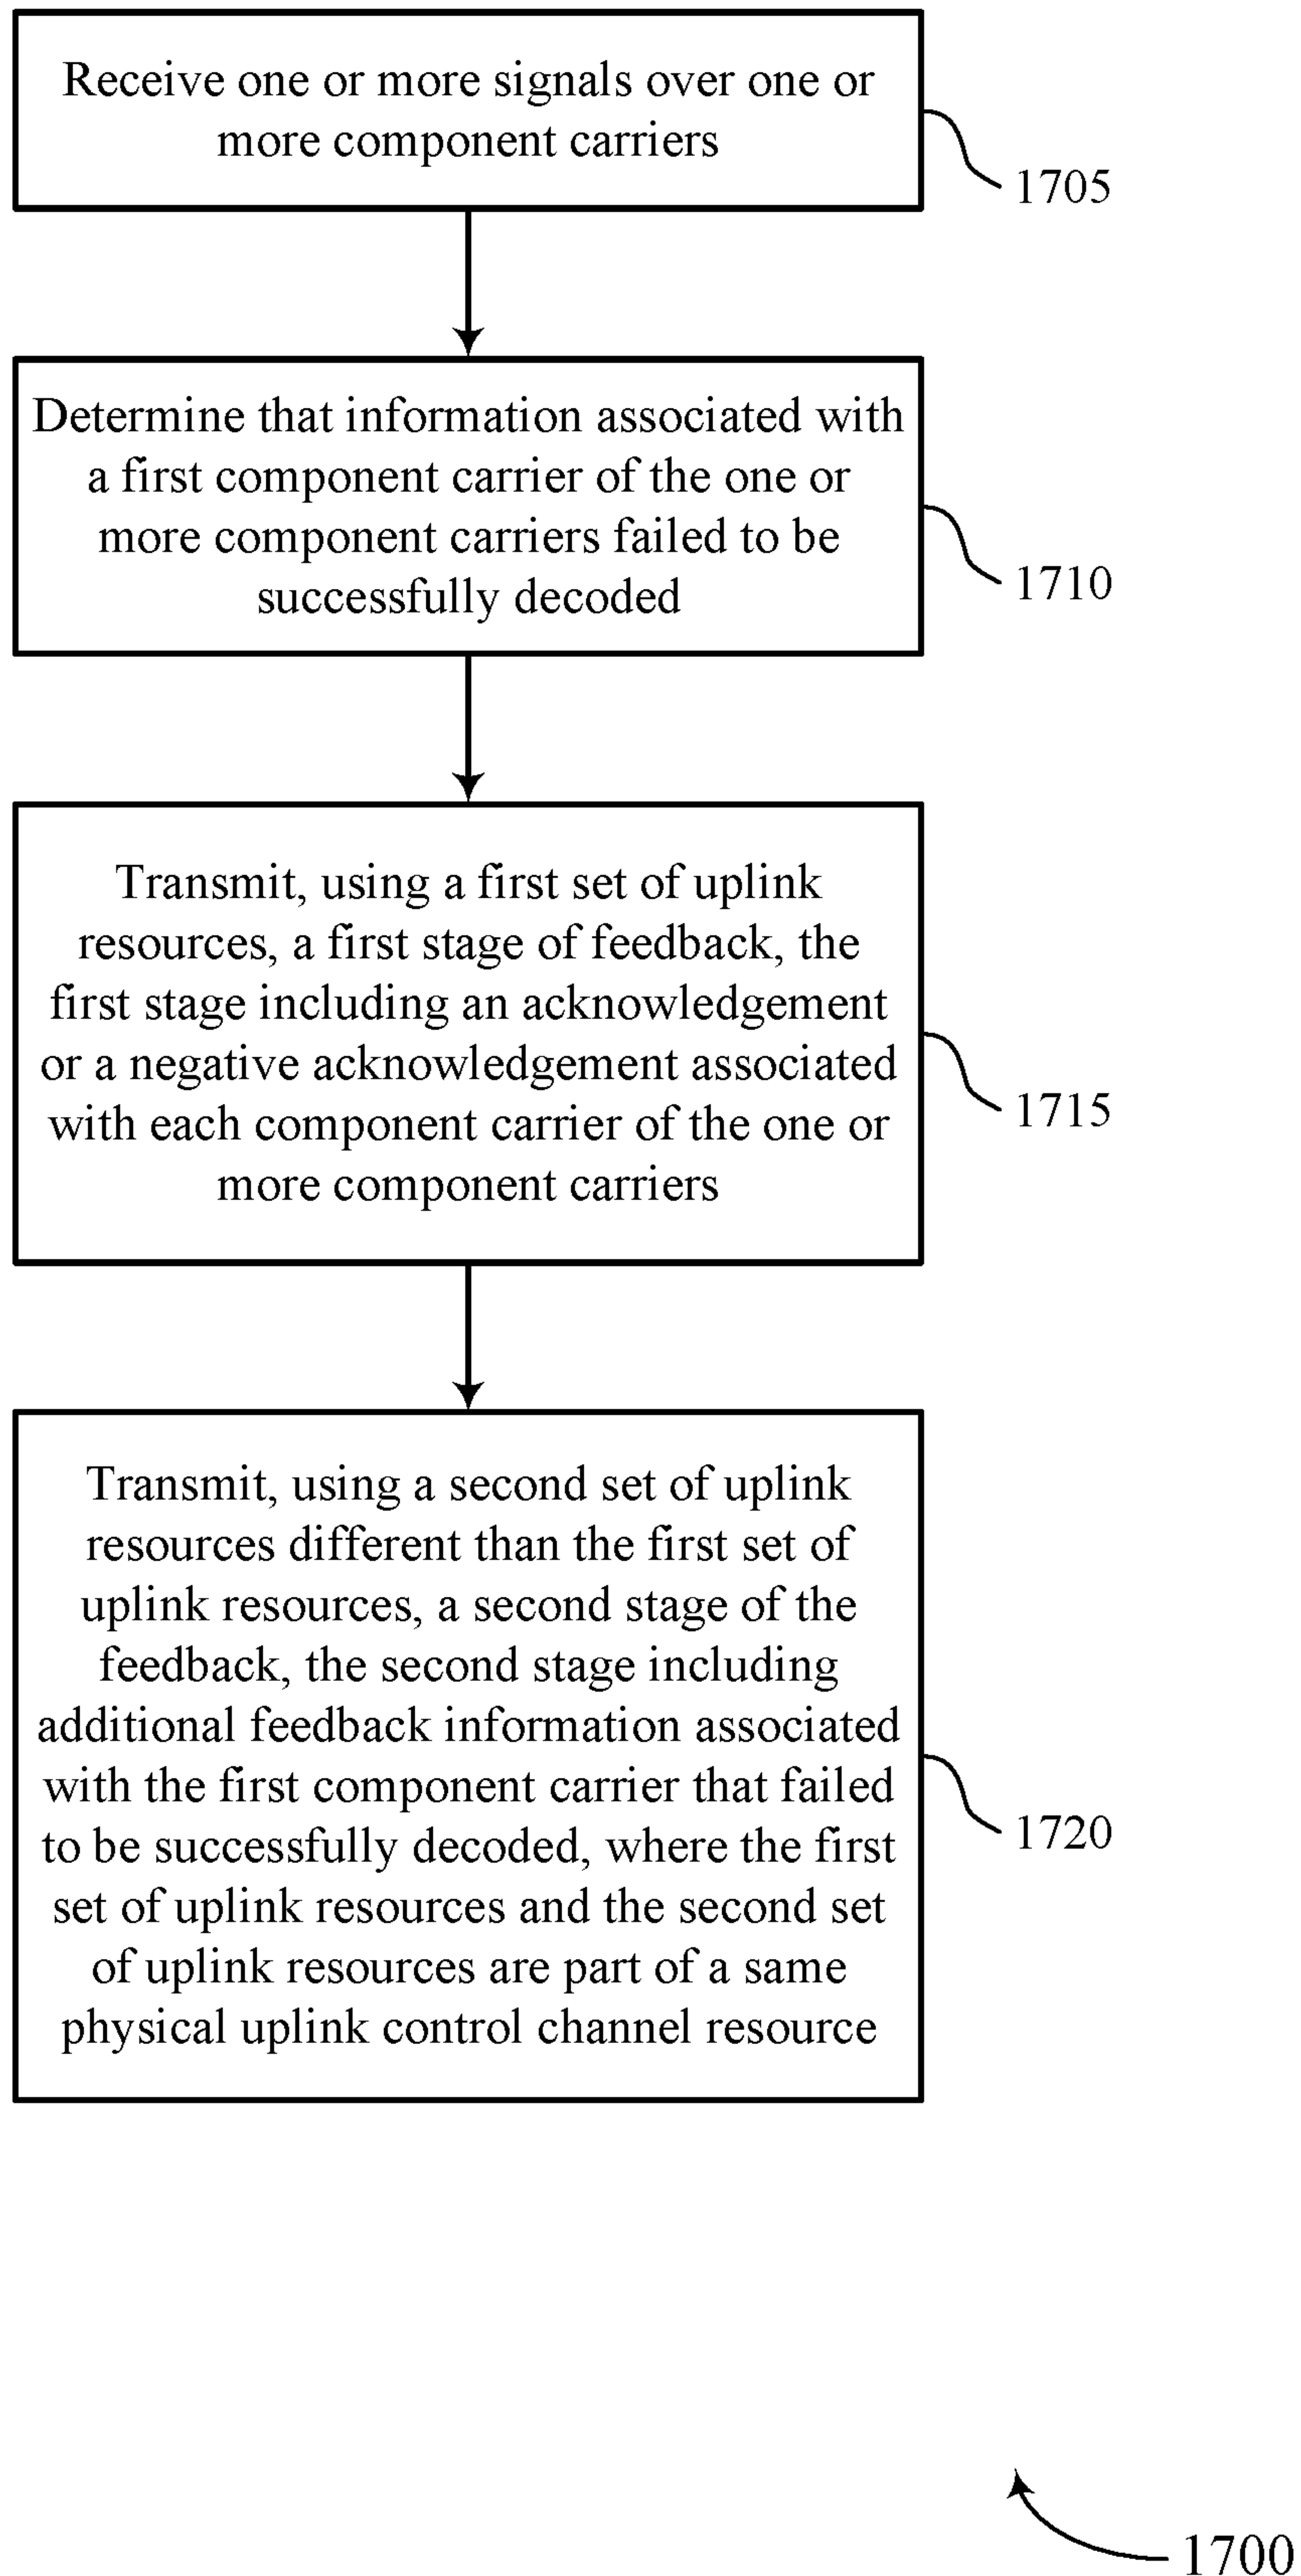 Receive one or more signals over one or
more component carriers
1705
Determine that information associated with
a first component carrier of the one or
more component carriers failed to be
successfully decoded
1710
Transmit, using a first set of uplink
resources, a first stage of feedback, the
first stage including an acknowledgement
or a negative acknowledgement associated
with each component carrier of the one or
more component carriers
1715
Transmit, using a second set of uplink
resources different than the first set of
uplink resources, a second stage of the
feedback, the second stage including
additional feedback information associated
with the first component carrier that failed
to be successfully decoded, where the first
set of uplink resources and the second set
of uplink resources are part of a same
physical uplink control channel resource
1720
1700